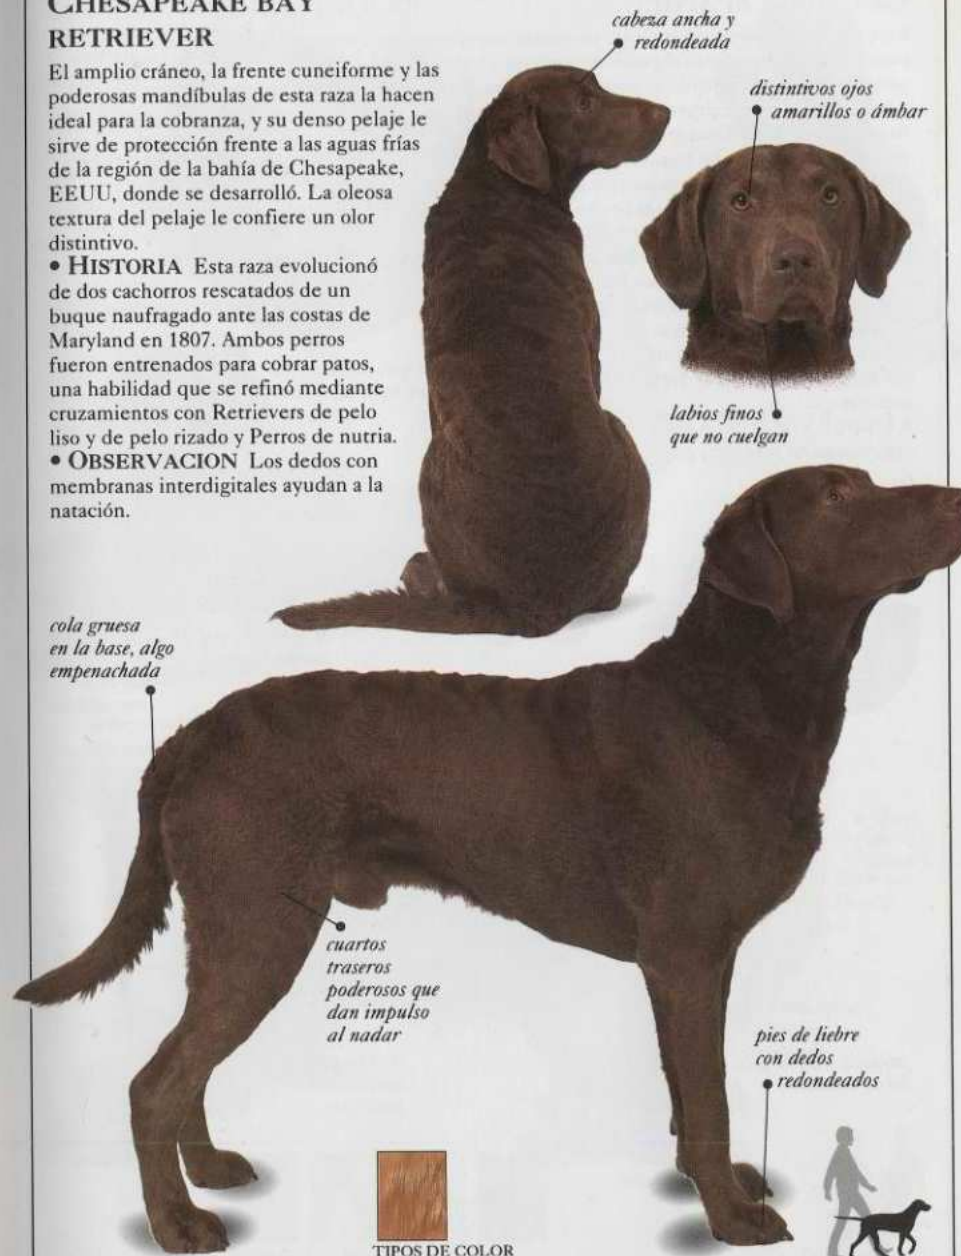 CHESAPEAKE BAY
RETRIEVER
El amplio cráneo, la frente cuneiforme y las
poderosas mandíbulas de esta raza la hacen
ideal para la cobranza, y su denso pelaje le
sirve de protección frente a las aguas frías
de la región de la bahía de Chesapeake,
EEUU, donde se desarrolló. La oleosa
textura del pelaje le confiere un olor
distintivo.
• HISTORIA Esta raza evolucionó
de dos cachorros rescatados de un
buque naufragado ante las costas de
Maryland en 1807. Ambos perros
fueron entrenados para cobrar patos,
una habilidad que se refinó mediante
cruzamientos con Retrievers de pelo
liso y de pelo rizado y Perros de nutria.
• OBSERVACION Los dedos con
membranas interdigitales ayudan a la
natación.
cabeza ancha y
redondeada
distintivos ojos
amarillos o ámbar
labios finos
que no cuelgan
cola gruesa
en la base, algo
empenachada
cuartos
traseros
poderosos que
dan impulso
al nadar
pies de liebre
con dedos
redondeados
TIPOS DE COLOR